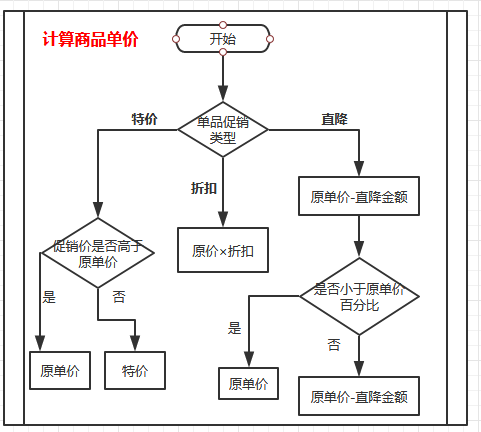 计算商品单价
开始
单品促销
类型
特价
折扣
直降
促销价是否高于
原单价
是
否
原单价
特价
原价×折扣
原单价-直降金额
是否小于原单价
百分比
是
否
原单价
原单价-直降金额